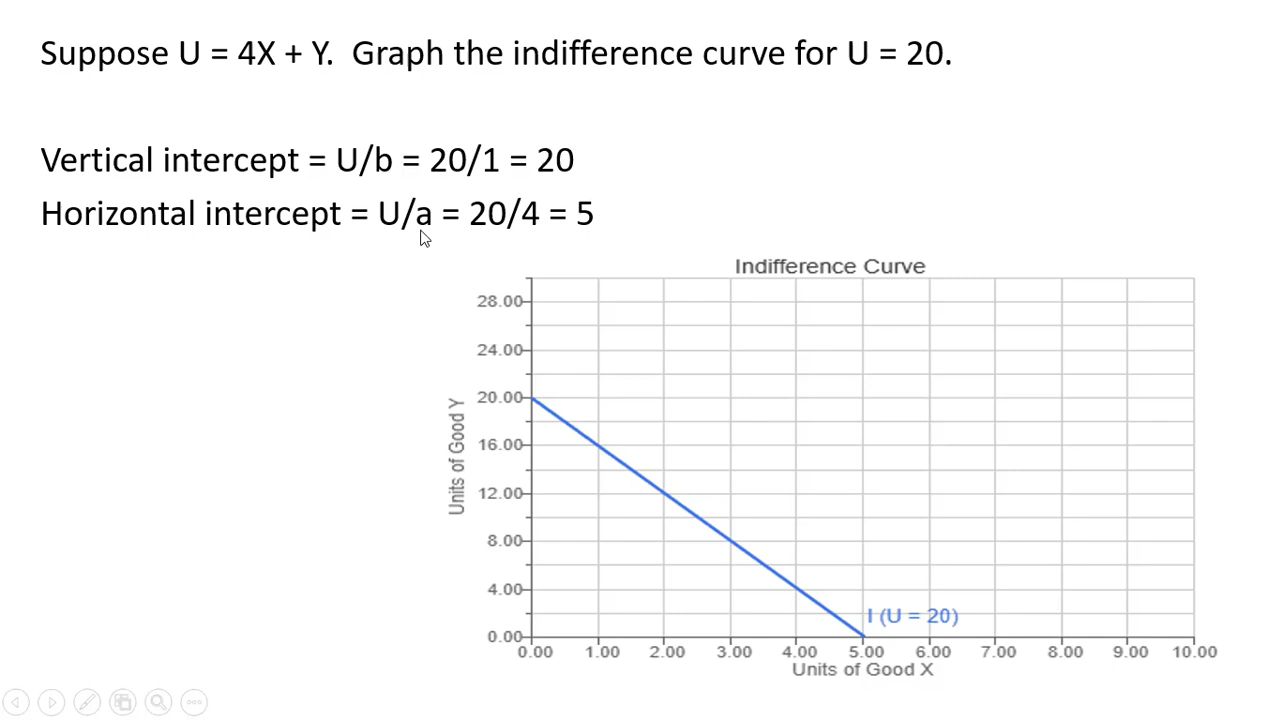 Suppose U = 4X + Y.  Graph the indifference curve for U = 20.
Vertical intercept = U/b = 20/1 = 20
Horizontal intercept = U/a = 20/4 = 5
Indifference Curve
28.00
24.00
20.00
16.00
12.00
8.00
4.00
0.00
Units of Good Y
I (U = 20)
0.00 1.00 2.00 3.00 4.00 5.00 6.00 7.00 8.00 9.00 10.00
Units of Good X